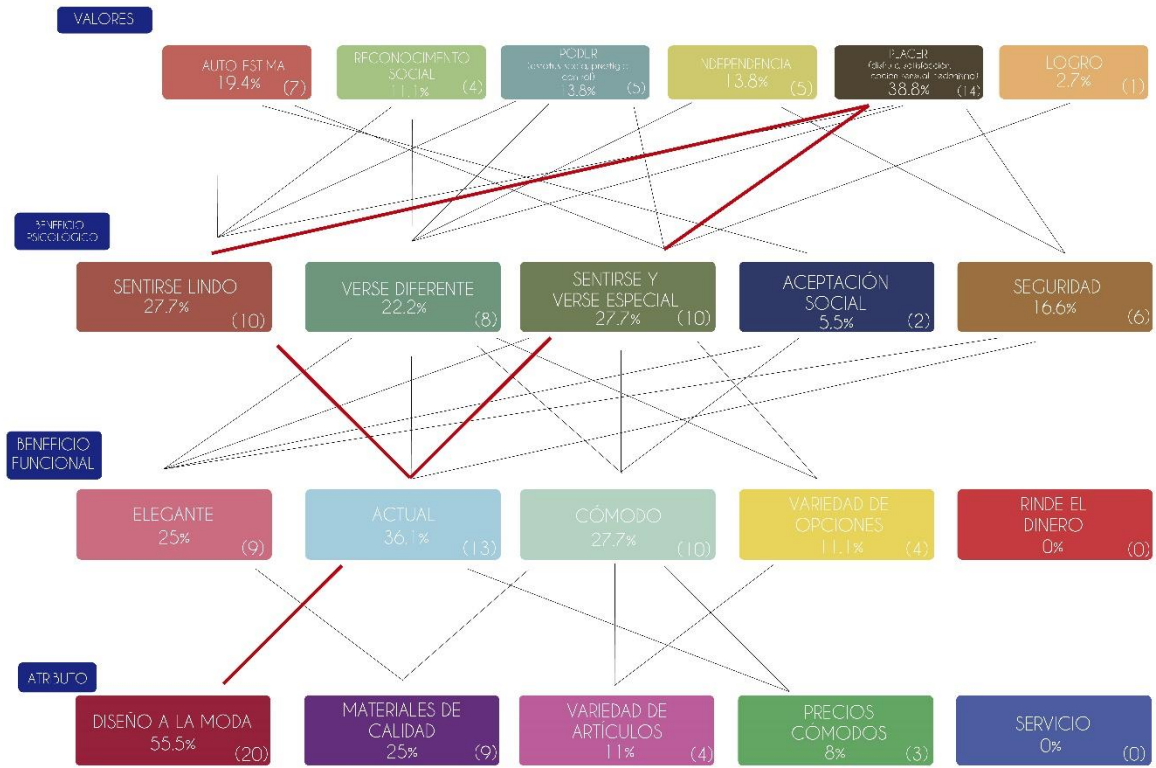 VALORES
AUTO ESTIMA
19.4% (7)
RECONOCIMENTO
SOCIAL
11.1% (4)
PODER
13.8% (5)
NDEPENDENCIA
13.8% (5)
PLACER
38.8% (14)
LOGRO
2.7% (1)
BENEFICIO
PSICOLÓGICO
SENTIRSE LINDO
27.7%
(10)
VERSE DIFERENTE
22.2%
(8)
SENTIRSE Y
VERSE ESPECIAL
27.7% (10)
ACEPTACIÓN
SOCIAL
5.5% (2)
SEGURIDAD
16.6%
(6)
BENEFICIO
FUNCIONAL
ELEGANTE
25%
(9)
ACTUAL
36.1%
(13)
CÓMODO
27.7%
(10)
VARIEDAD DE
OPCIONES
11.1% (4)
RINDE EL
DINERO
0% (0)
ATRIBUTO
DISEÑO A LA MODA
55.5%
(20)
MATERIALES DE
CALIDAD
25% (9)
VARIEDAD DE
ARTÍCULOS
11% (4)
PRECIOS
CÓMODOS
8% (3)
SERVICIO
0%
(0)